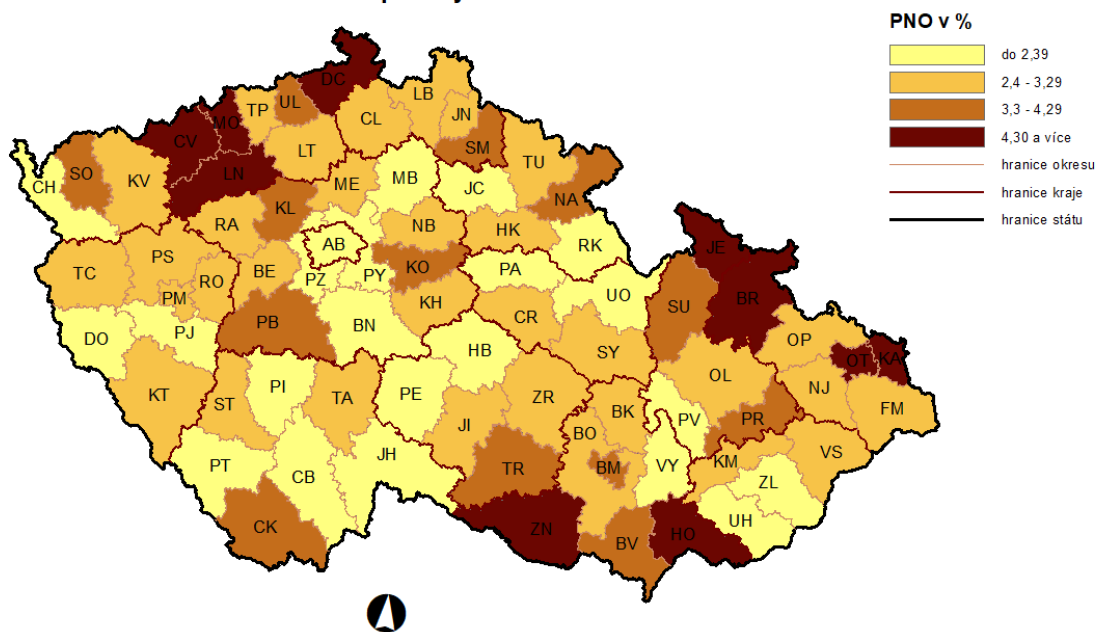 PNO v %
do 2,39
2,4 - 3,29
3,3 - 4,29
4,30 a více
hranice okresu
hranice kraje
hranice státu
DC
LB
TP
UL
JN
MO
CL
CV
LT
SM
TU
LN
SO
KV
CH
ME
MB
JC
NA
KL
RA
NB
HK
RK
AB
JE
PS
TC
RO
BE
KO
PA
PZ
PY
UO
BR
PM
KH
SU
CR
PB
BN
PJ
DO
OP
SY
HB
OT
KA
OL
NJ
PI
KT
ST
TA
PE
ZR
BK
FM
PV
PR
JI
BO
VS
PT
JH
TR
BM
VY
KM
CB
ZL
CK
ZN
BV
HO
UH